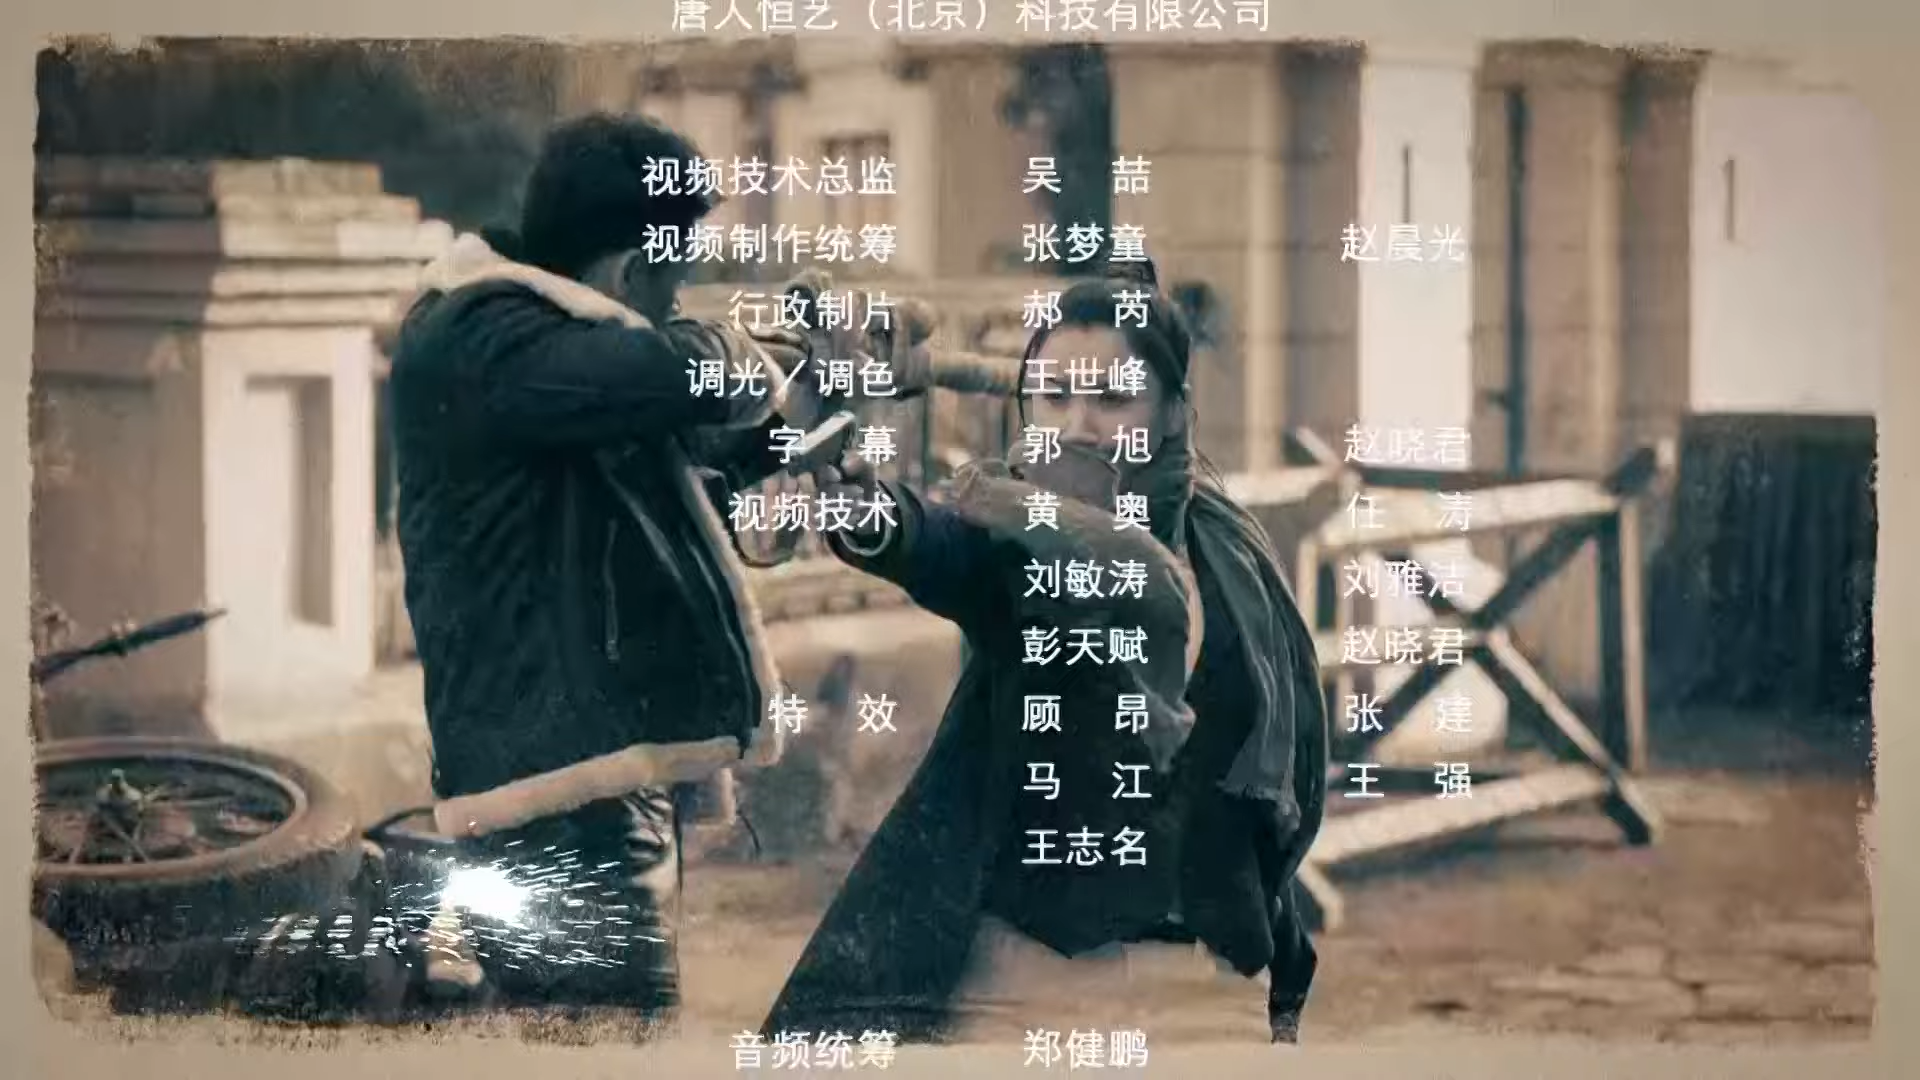 唐人恒艺（北京）科技有限公司
视频技术总监 吴喆
视频制作统筹 张梦童 赵晨光
行政制片 郝芮
调光／调色 王世峰
字幕 郭旭 赵晓君
视频技术 黄奥 任涛
刘敏涛 刘雅洁
彭天赋 赵晓君
特效 顾昂 张建
马江 王强
王志名
音频统筹 郑健鹏